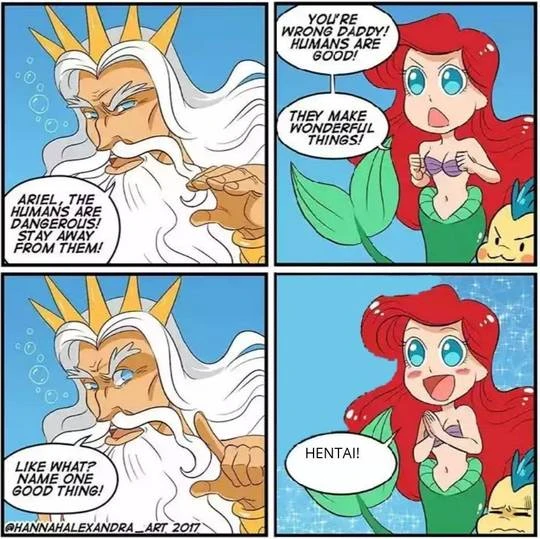 ARIEL, THE
HUMANS ARE
DANGEROUS!
STAY AWAY
FROM THEM!
YOU'RE
WRONG DADDY!
HUMANS ARE
GOOD!
THEY MAKE
WONDERFUL
THINGS!
LIKE WHAT?
NAME ONE
GOOD THING!
@HANNAHALEXANDRA_ART 2017
HENTAI!